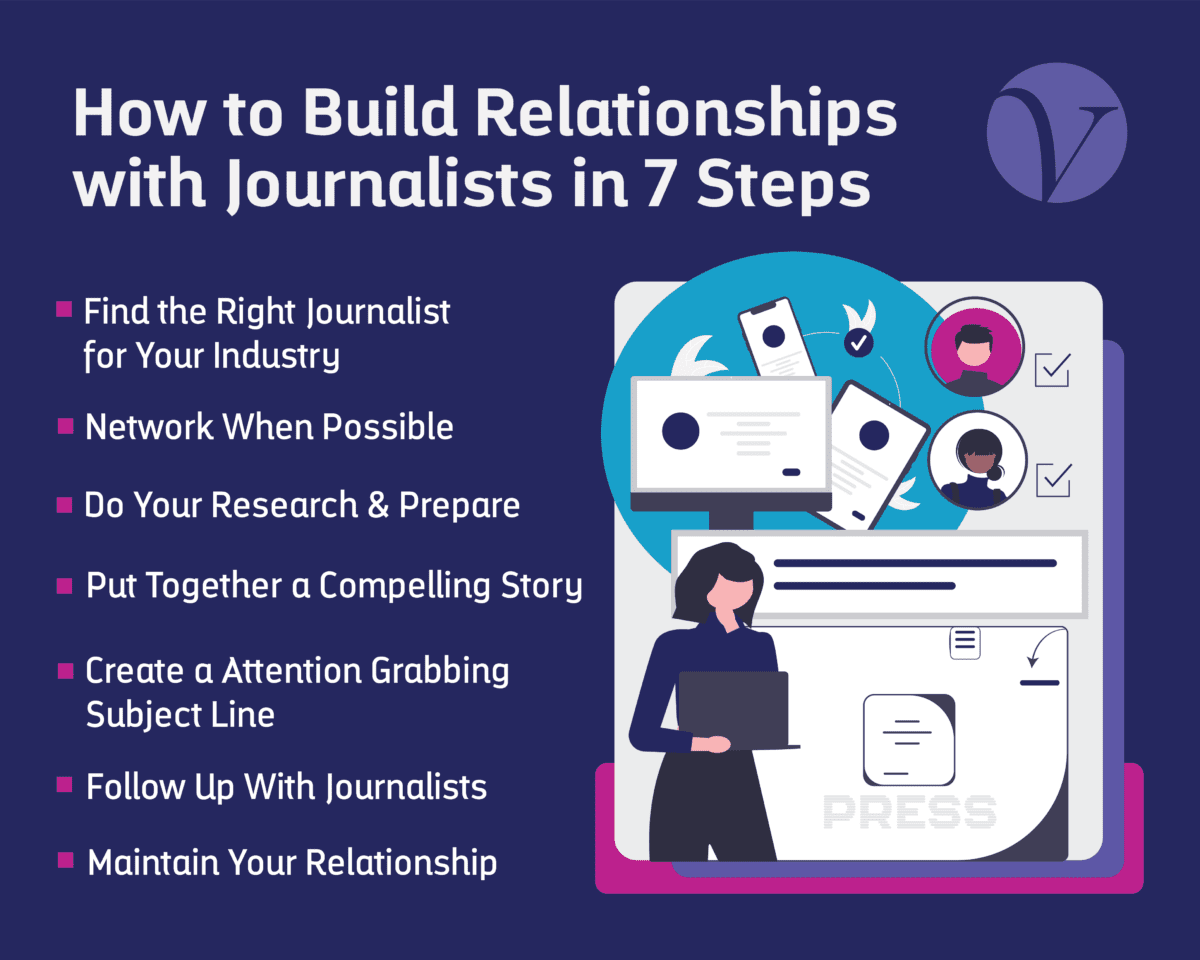 How to Build Relationships
with Journalists in 7 Steps
V
Find the Right Journalist
for Your Industry
Network When Possible
Do Your Research & Prepare
Put Together a Compelling Story
Create a Attention Grabbing
Subject Line
Follow Up With Journalists
Maintain Your Relationship
PRESS